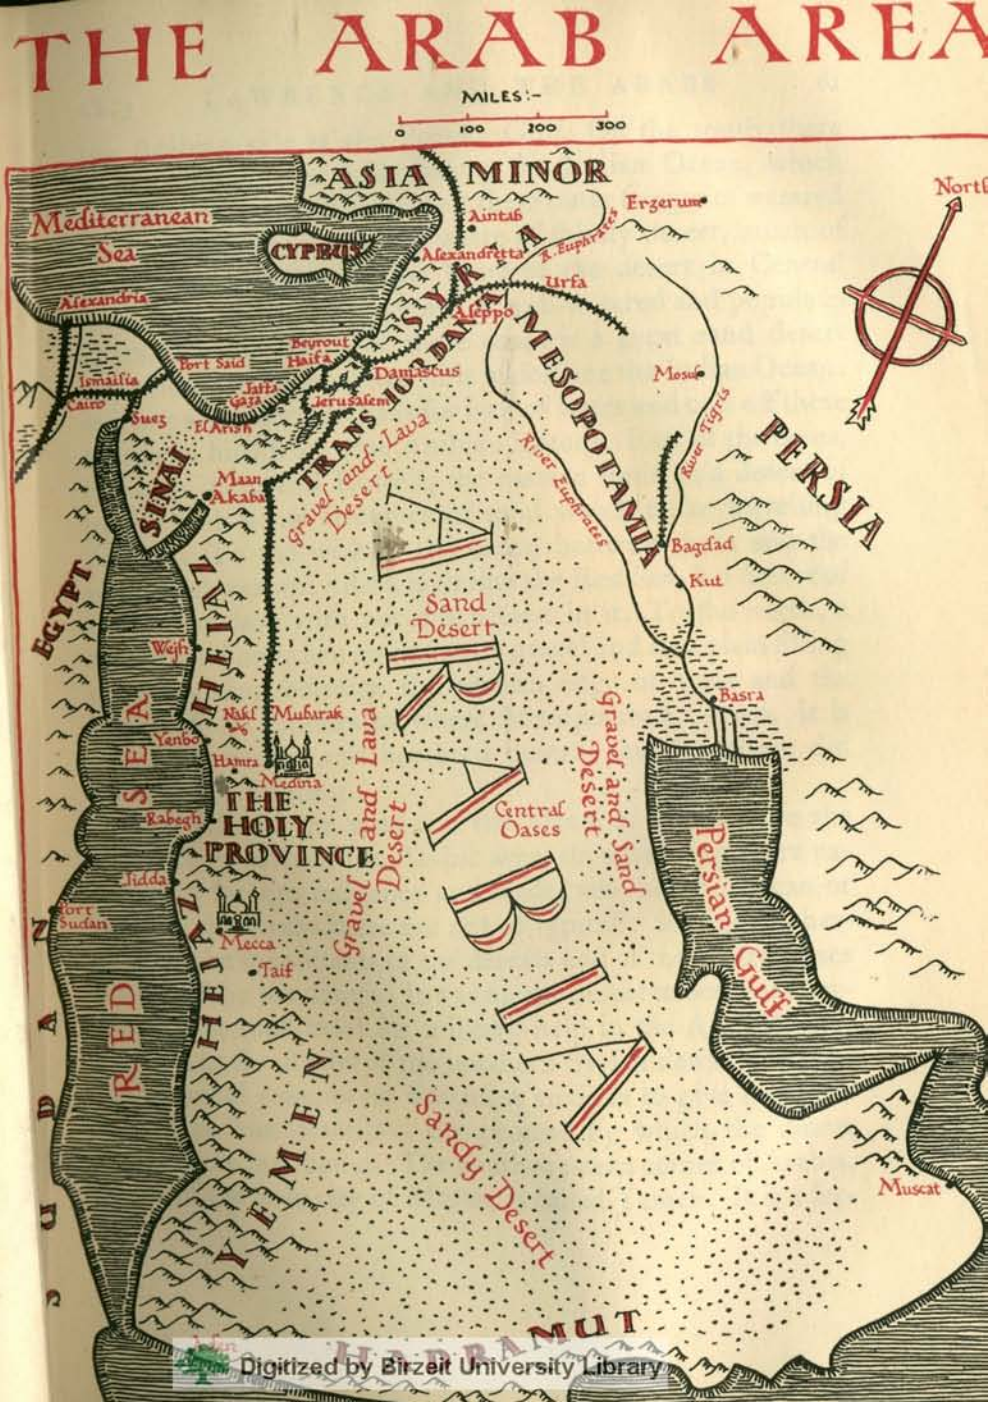 THE ARAB AREA
MILES:-
0 100 200 300
ASIA MINOR
North
Mediterranean
Sea
CYPRUS
Aintab
Erzerum
Alexandretta
R. Euphrates
SYRIA
Urfa
Alexandria
Aleppo
Beyrout
Haifa
Port Said
Damascus
Mosul
Ismailia
Jaffa
Cairo
Gaza
Jerusalem
Suez
El Arish
TRANS JORDANIA
MESOPOTAMIA
River Tigris
PERSIA
Gravel and Lava
Desert
River Euphrates
SINAI
Maan
Akaba
Bagdad
Kut
EGYPT
HEJAZ
Sand
Desert
Wejh
Basra
Nakl
Mubarak
Yenbo
Hamra
Medina
THE
HOLY
PROVINCE
Rabegh
Gravel and Lava
Desert
Central
Oases
Gravel and Sand
Desert
ARABIA
Persian Gulf
Jidda
Port
Sudan
Mecca
Taif
RED SEA
HEJAZ
SUDAN
YEMEN
Sandy Desert
Muscat
HADRAMUT
Digitized by Birzeit University Library